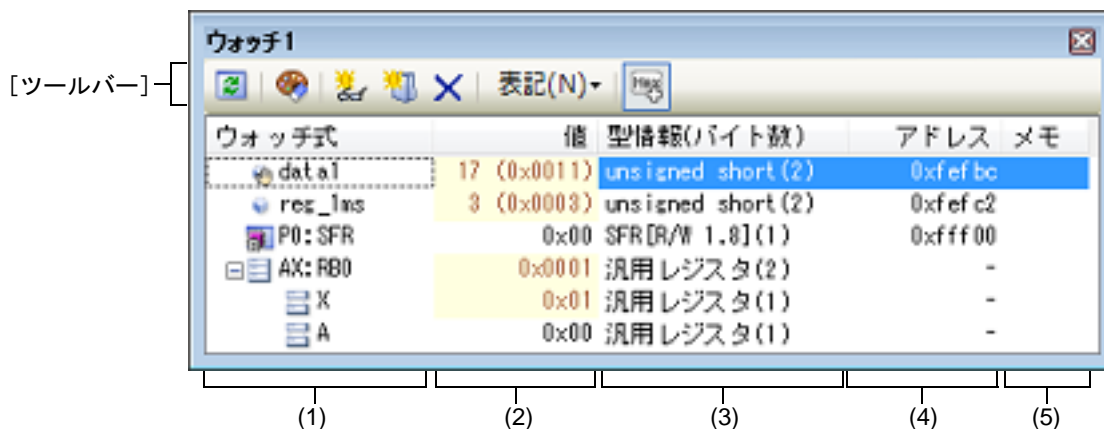 ウォッチ1
[ツールバー]
表記(N)
Hex
ウォッチ式 値 型情報(バイト数) アドレス メモ
data1 17 (0x0011) unsigned short(2) 0xfefbc
reg_1ms 3 (0x0003) unsigned short(2) 0xfefc2
P0:SFR 0x00 SFR[R/W 1.8](1) 0xfff00
AX:RB0 0x0001 汎用レジスタ(2) -
X 0x01 汎用レジスタ(1) -
A 0x00 汎用レジスタ(1) -
(1) (2) (3) (4) (5)